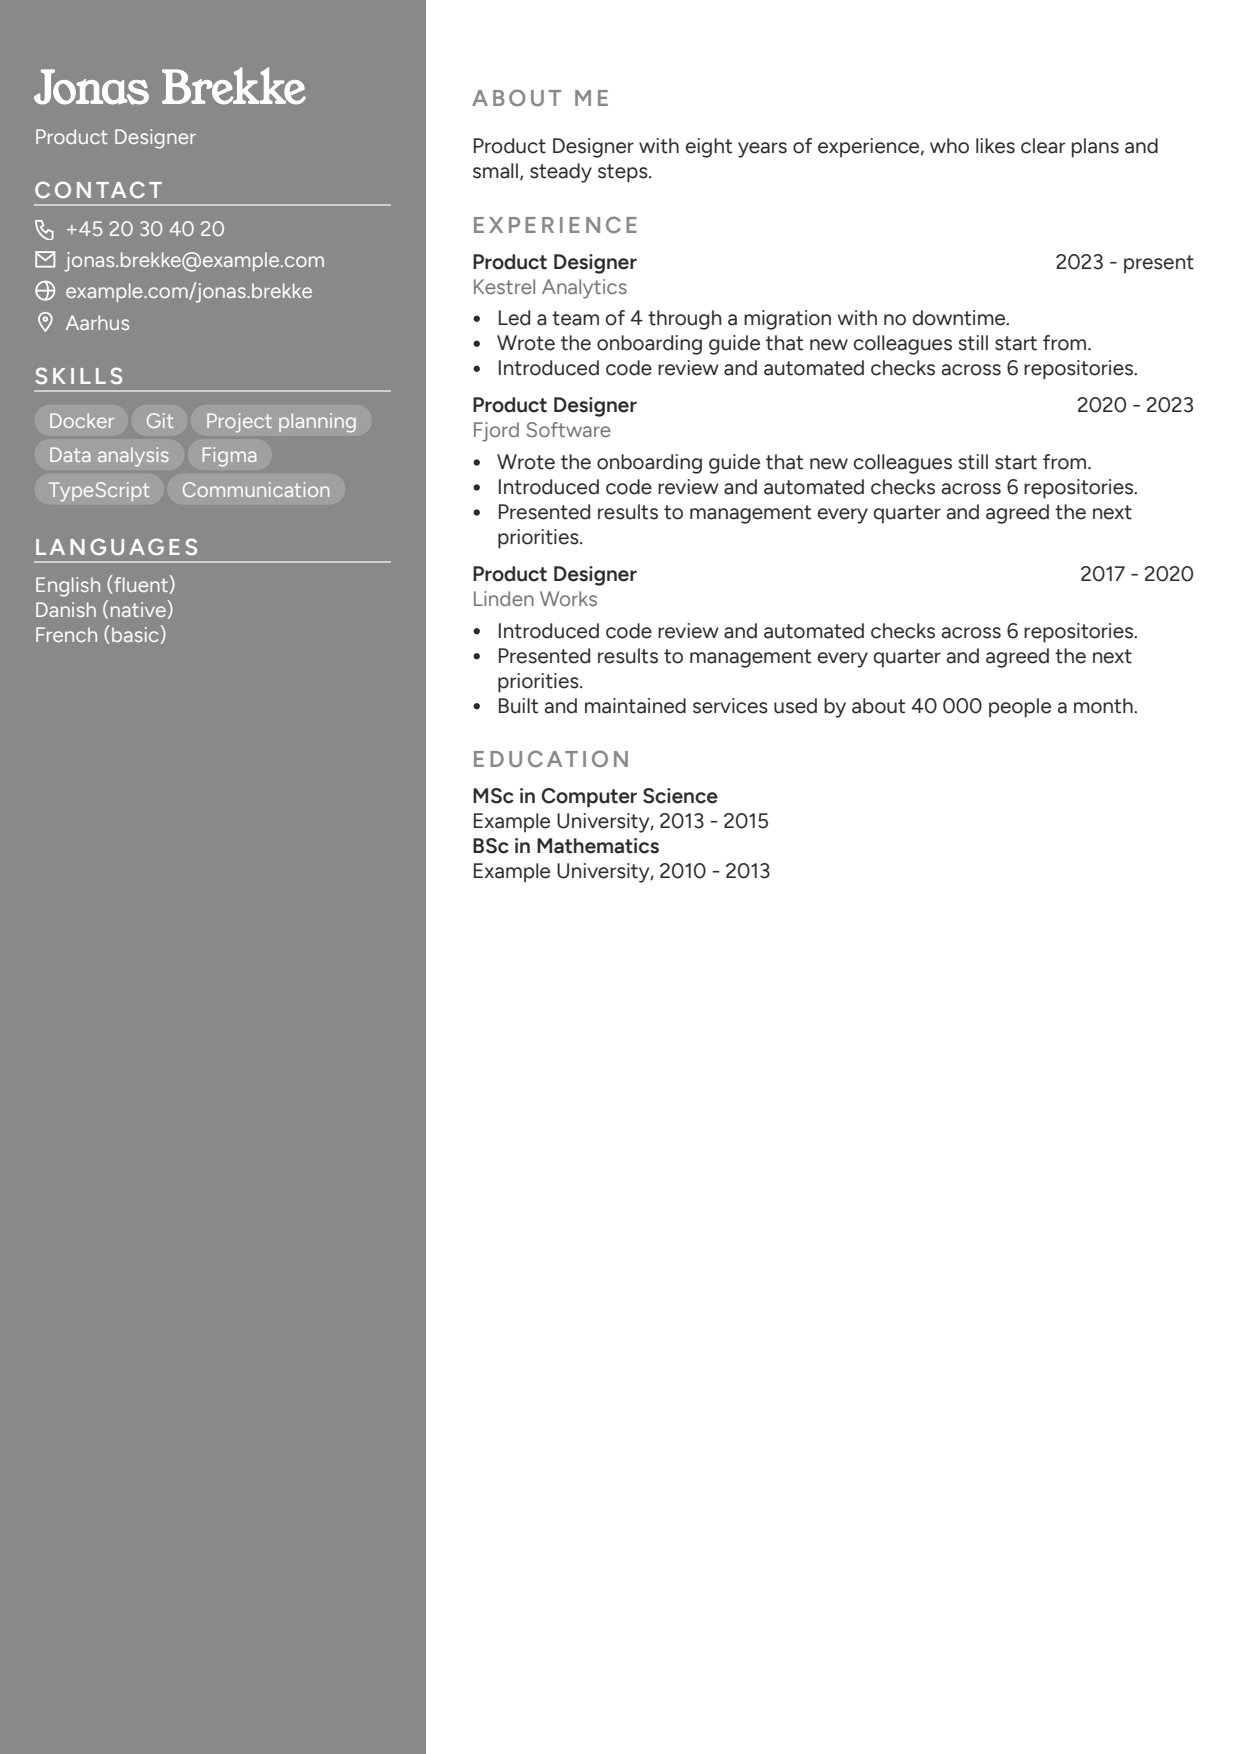 Jonas Brekke
Product Designer
CONTACT
+45 20 30 40 20
jonas.brekke@example.com
example.com/jonas.brekke
Aarhus
SKILLS
Docker Git Project planning
Data analysis Figma
TypeScript Communication
LANGUAGES
English (fluent)
Danish (native)
French (basic)
ABOUT ME
Product Designer with eight years of experience, who likes clear plans and
small, steady steps.
EXPERIENCE
Product Designer 2023 - present
Kestrel Analytics
• Led a team of 4 through a migration with no downtime.
• Wrote the onboarding guide that new colleagues still start from.
• Introduced code review and automated checks across 6 repositories.
Product Designer 2020 - 2023
Fjord Software
• Wrote the onboarding guide that new colleagues still start from.
• Introduced code review and automated checks across 6 repositories.
• Presented results to management every quarter and agreed the next
priorities.
Product Designer 2017 - 2020
Linden Works
• Introduced code review and automated checks across 6 repositories.
• Presented results to management every quarter and agreed the next
priorities.
• Built and maintained services used by about 40 000 people a month.
EDUCATION
MSc in Computer Science
Example University, 2013 - 2015
BSc in Mathematics
Example University, 2010 - 2013